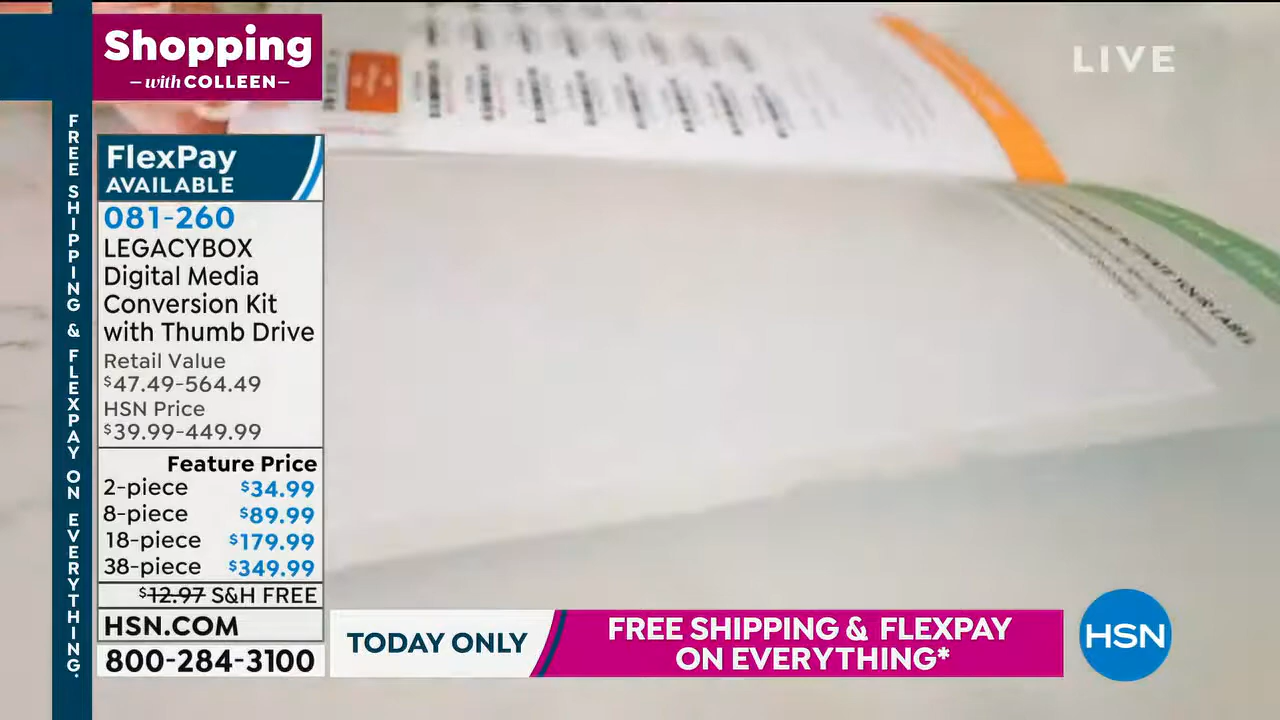 Shopping
– with COLLEEN –
LIVE
FREE SHIPPING & FLEXPAY ON EVERYTHING.
FlexPay
AVAILABLE
081-260
LEGACYBOX
Digital Media
Conversion Kit
with Thumb Drive
Retail Value
$47.49-564.49
HSN Price
$39.99-449.99
Feature Price
2-piece $34.99
8-piece $89.99
18-piece $179.99
38-piece $349.99
$12.97 S&H FREE
HSN.COM
800-284-3100
TODAY ONLY
FREE SHIPPING & FLEXPAY
ON EVERYTHING*
HSN
ACTIVATE YOUR LABEL